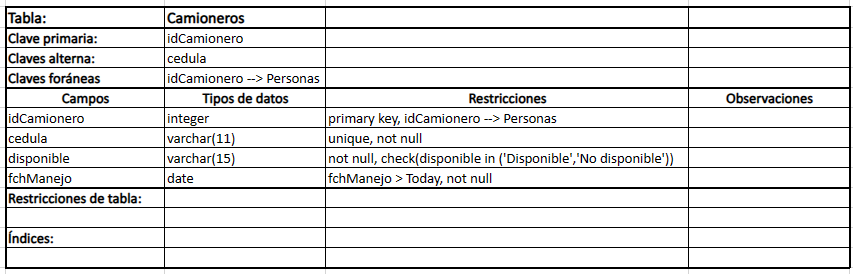 Tabla: Camioneros
Clave primaria: idCamionero
Claves alterna: cedula
Claves foráneas idCamionero --> Personas
Campos Tipos de datos Restricciones Observaciones
idCamionero integer primary key, idCamionero --> Personas
cedula varchar(11) unique, not null
disponible varchar(15) not null, check(disponible in ('Disponible','No disponible'))
fchManejo date fchManejo > Today, not null
Restricciones de tabla:
Índices: